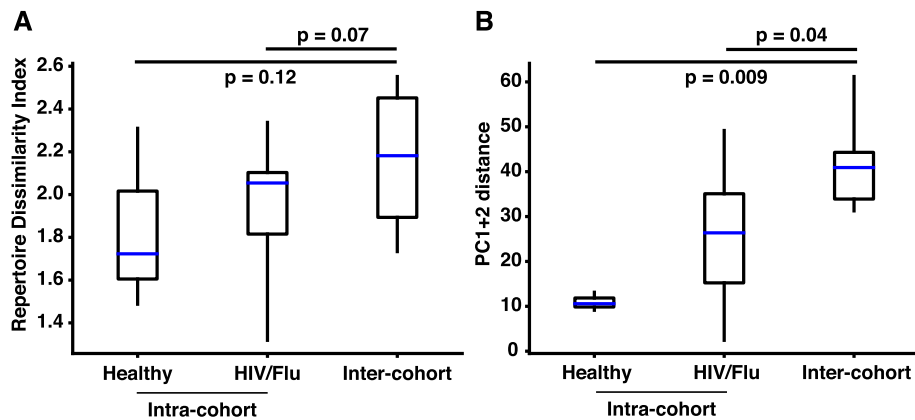 A
p = 0.07
p = 0.12
Repertoire Dissimilarity Index
2.6
2.4
2.2
2.0
1.8
1.6
1.4
Healthy
HIV/Flu
Inter-cohort
Intra-cohort
B
p = 0.04
p = 0.009
PC1+2 distance
60
50
40
30
20
10
0
Healthy
HIV/Flu
Inter-cohort
Intra-cohort